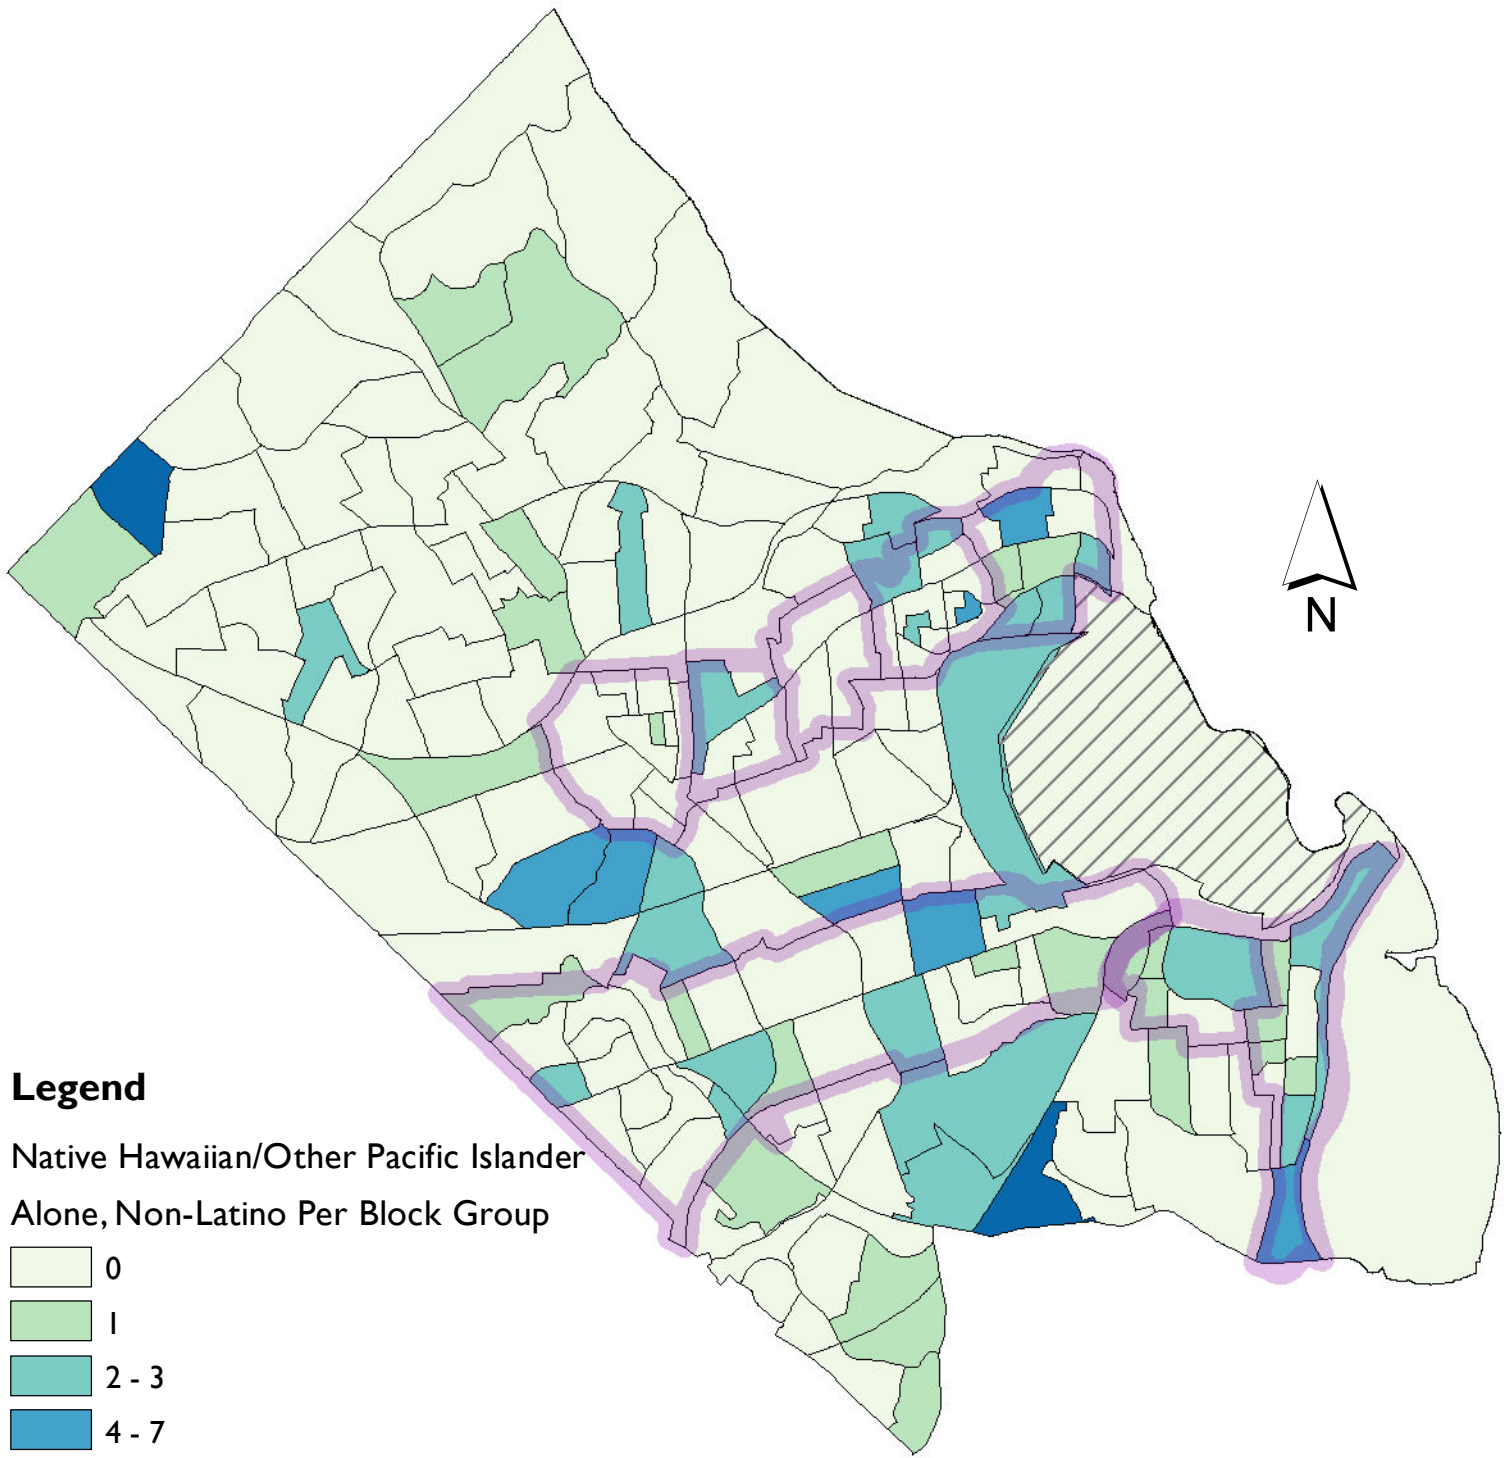 N
Legend
Native Hawaiian/Other Pacific Islander
Alone, Non-Latino Per Block Group
0
1
2 - 3
4 - 7